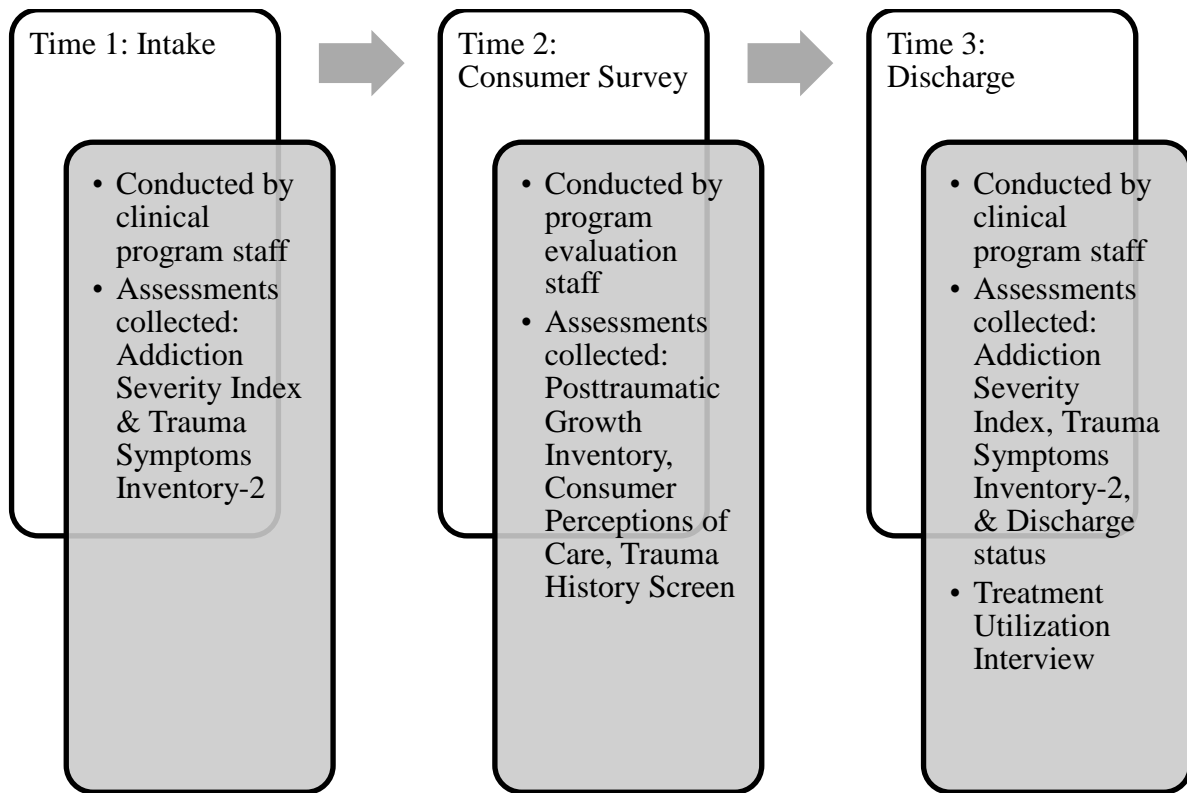 Time 1: Intake
• Conducted by
clinical
program staff
• Assessments
collected:
Addiction
Severity Index
& Trauma
Symptoms
Inventory-2
Time 2:
Consumer Survey
• Conducted by
program
evaluation
staff
• Assessments
collected:
Posttraumatic
Growth
Inventory,
Consumer
Perceptions of
Care, Trauma
History Screen
Time 3:
Discharge
• Conducted by
clinical
program staff
• Assessments
collected:
Addiction
Severity
Index, Trauma
Symptoms
Inventory-2,
& Discharge
status
• Treatment
Utilization
Interview